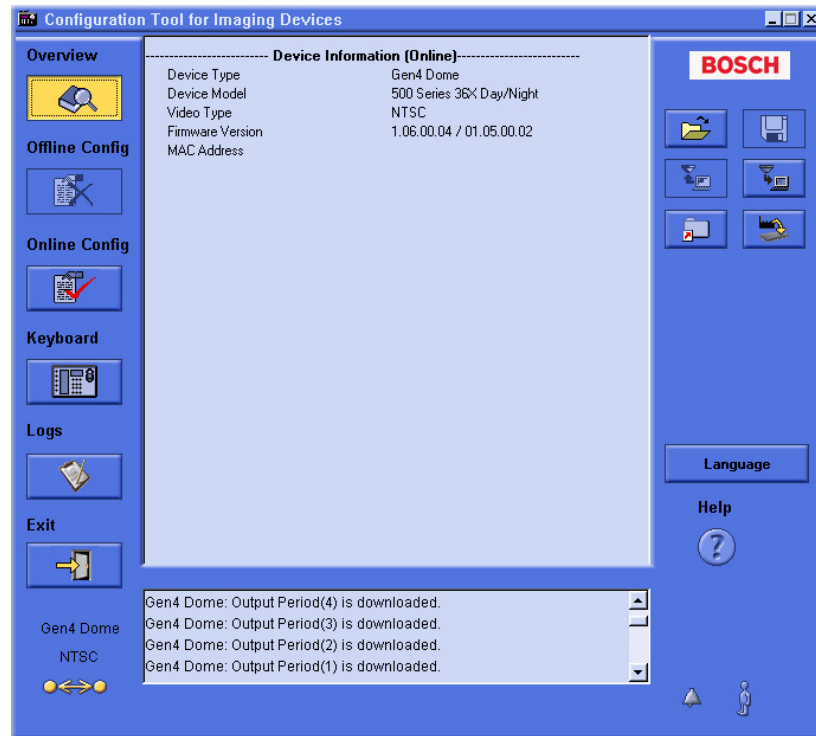 Configuration Tool for Imaging Devices
Overview
Offline Config
Online Config
Keyboard
Logs
Exit
Gen4 Dome
NTSC
------------------------- Device Information (Online)-------------------------
Device Type Gen4 Dome
Device Model 500 Series 36X Day/Night
Video Type NTSC
Firmware Version 1.06.00.04 / 01.05.00.02
MAC Address
Gen4 Dome: Output Period(4) is downloaded.
Gen4 Dome: Output Period(3) is downloaded.
Gen4 Dome: Output Period(2) is downloaded.
Gen4 Dome: Output Period(1) is downloaded.
BOSCH
Language
Help
?